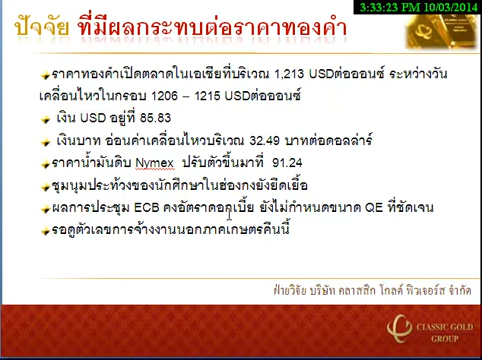 3:33:23 PM 10/03/2014
ปัจจัย ที่มีผลกระทบต่อราคาทองคำ
ราคาทองคำเปิดตลาดในเอเชียที่บริเวณ 1,213 USDต่อออนซ์ ระหว่างวัน
เคลื่อนไหวในกรอบ 1206 – 1215 USDต่อออนซ์
เงิน USD อยู่ที่ 85.83
เงินบาท อ่อนค่าเคลื่อนไหวบริเวณ 32.49 บาทต่อดอลล่าร์
ราคาน้ำมันดิบ Nymex ปรับตัวขึ้นมาที่ 91.24
ชุมนุมประท้วงของนักศึกษาในฮ่องกงยังยืดเยื้อ
ผลการประชุม ECB คงอัตราดอกเบี้ย ยังไม่กำหนดขนาด QE ที่ชัดเจน
รอดูตัวเลขการจ้างงานนอกภาคเกษตรคืนนี้
ฝ่ายวิจัย บริษัท คลาสสิก โกลด์ ฟิวเจอร์ส จำกัด
CLASSIC GOLD
GROUP